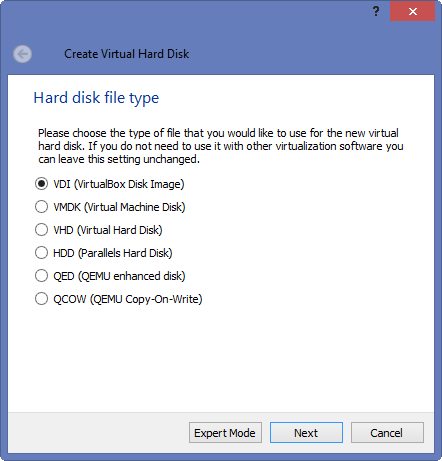 ?
Create Virtual Hard Disk
Hard disk file type
Please choose the type of file that you would like to use for the new virtual
hard disk. If you do not need to use it with other virtualization software you
can leave this setting unchanged.
VDI (VirtualBox Disk Image)
VMDK (Virtual Machine Disk)
VHD (Virtual Hard Disk)
HDD (Parallels Hard Disk)
QED (QEMU enhanced disk)
QCOW (QEMU Copy-On-Write)
Expert Mode Next Cancel